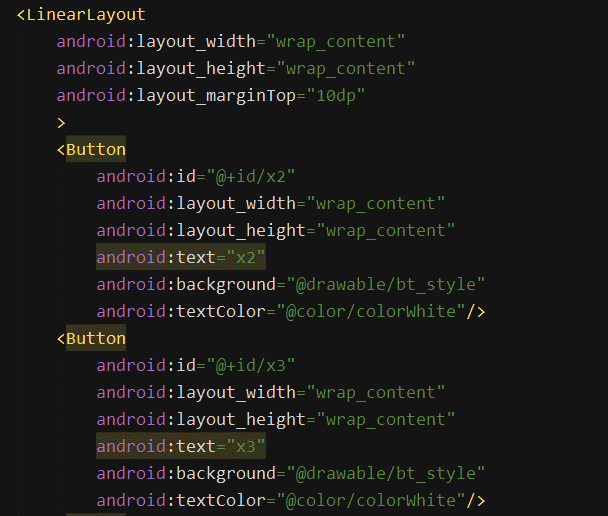 <LinearLayout
android:layout_width="wrap_content"
android:layout_height="wrap_content"
android:layout_marginTop="10dp"
>
<Button
android:id="@+id/x2"
android:layout_width="wrap_content"
android:layout_height="wrap_content"
android:text="x2"
android:background="@drawable/bt_style"
android:textColor="@color/colorWhite"/>
<Button
android:id="@+id/x3"
android:layout_width="wrap_content"
android:layout_height="wrap_content"
android:text="x3"
android:background="@drawable/bt_style"
android:textColor="@color/colorWhite"/>